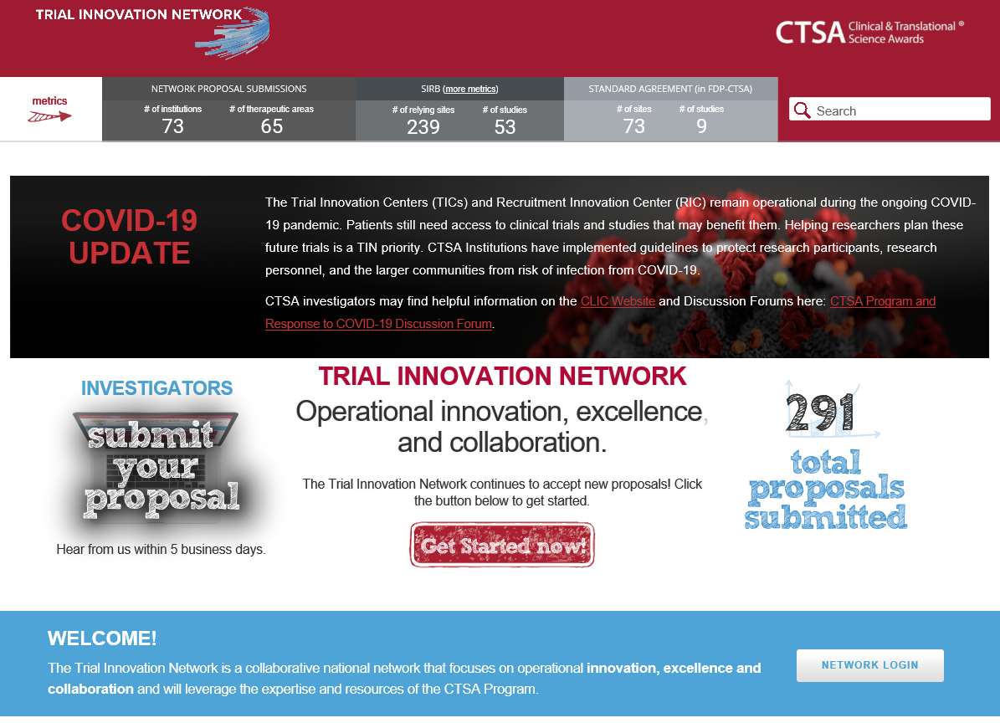 TRIAL INNOVATION NETWORK
CTSA Clinical & Translational ®
Science Awards
metrics
NETWORK PROPOSAL SUBMISSIONS
# of institutions # of therapeutic areas
73 65
SIRB (more metrics)
# of relying sites # of studies
239 53
STANDARD AGREEMENT (in FDP-CTSA)
# of sites # of studies
73 9
Search
COVID-19
UPDATE
The Trial Innovation Centers (TICs) and Recruitment Innovation Center (RIC) remain operational during the ongoing COVID-
19 pandemic. Patients still need access to clinical trials and studies that may benefit them. Helping researchers plan these
future trials is a TIN priority. CTSA Institutions have implemented guidelines to protect research participants, research
personnel, and the larger communities from risk of infection from COVID-19.
CTSA investigators may find helpful information on the CLIC Website and Discussion Forums here: CTSA Program and
Response to COVID-19 Discussion Forum.
INVESTIGATORS
submit
your
proposal
Hear from us within 5 business days.
TRIAL INNOVATION NETWORK
Operational innovation, excellence,
and collaboration.
The Trial Innovation Network continues to accept new proposals! Click
the button below to get started.
Get Started now!
291
total
proposals
submitted
WELCOME!
The Trial Innovation Network is a collaborative national network that focuses on operational innovation, excellence and
collaboration and will leverage the expertise and resources of the CTSA Program.
NETWORK LOGIN